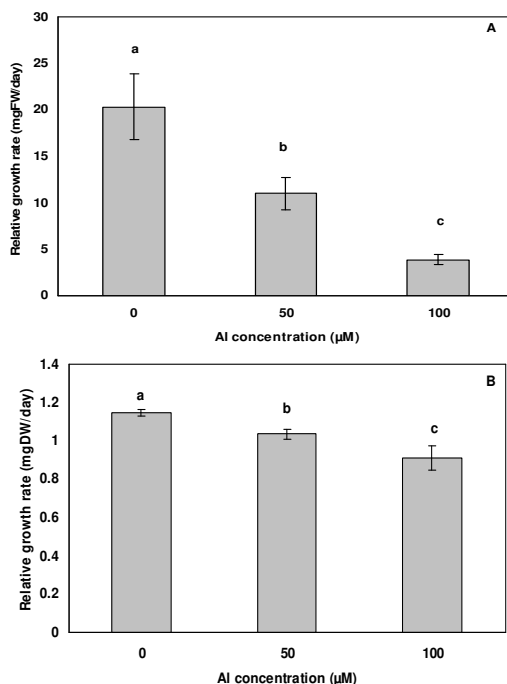 A
Relative growth rate (mgFW/day)
30
25
20
15
10
5
0
a
b
c
0 50 100
Al concentration (µM)
B
Relative growth rate (mgDW/day)
1.4
1.2
1
0.8
0.6
0.4
0.2
0
a
b
c
0 50 100
Al concentration (µM)